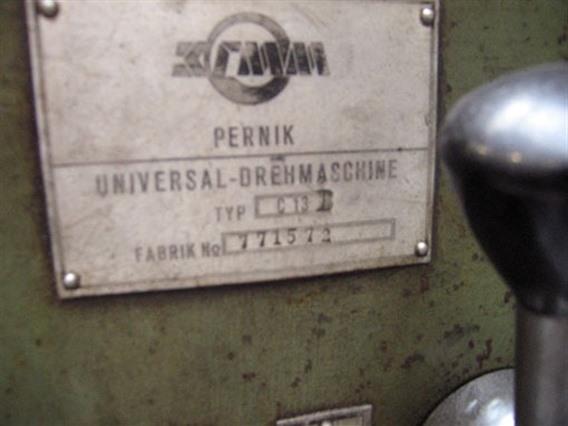 PERNIK
UNIVERSAL-DREHMASCHINE
TYP C 13
FABRIK No 771572